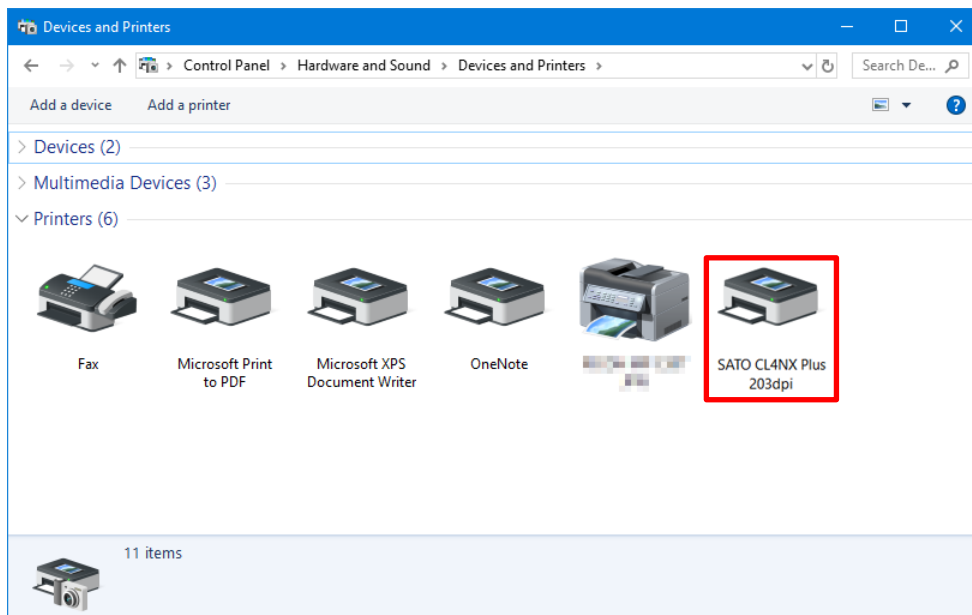 Devices and Printers
Control Panel > Hardware and Sound > Devices and Printers >
Search De...
Add a device Add a printer
?
Devices (2)
Multimedia Devices (3)
Printers (6)
Fax
Microsoft Print
to PDF
Microsoft XPS
Document Writer
OneNote
SATO CL4NX Plus
203dpi
11 items